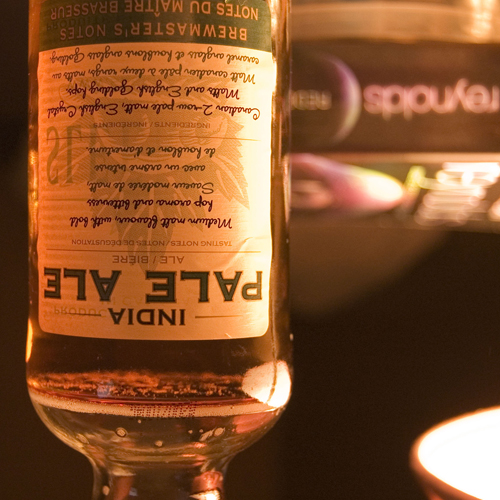 INDIA
PALE ALE
ALE / BIÈRE
TASTING NOTES / NOTES DE DÉGUSTATION
Medium malt flavour, with bold
hop aroma and bitterness
Saveur modérée de malt,
avec un arôme intense
de houblon et d'amertume.
INGREDIENTS / INGRÉDIENTS
Canadian 2-row pale malt, English Crystal
Malts and English Golding hops.
Malt canadien pâle à deux rangs, malts au
caramel anglais et houblons anglais Golding.
BREWMASTER'S NOTES
NOTES DU MAÎTRE BRASSEUR
reynolds